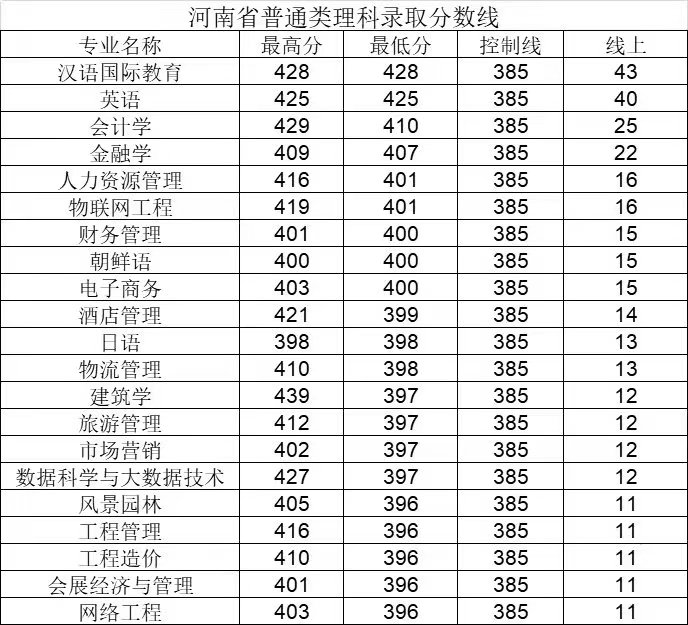 河南省普通类理科录取分数线
专业名称 最高分 最低分 控制线 线上
汉语国际教育 428 428 385 43
英语 425 425 385 40
会计学 429 410 385 25
金融学 409 407 385 22
人力资源管理 416 401 385 16
物联网工程 419 401 385 16
财务管理 401 400 385 15
朝鲜语 400 400 385 15
电子商务 403 400 385 15
酒店管理 421 399 385 14
日语 398 398 385 13
物流管理 410 398 385 13
建筑学 439 397 385 12
旅游管理 412 397 385 12
市场营销 402 397 385 12
数据科学与大数据技术 427 397 385 12
风景园林 405 396 385 11
工程管理 416 396 385 11
工程造价 410 396 385 11
会展经济与管理 401 396 385 11
网络工程 403 396 385 11